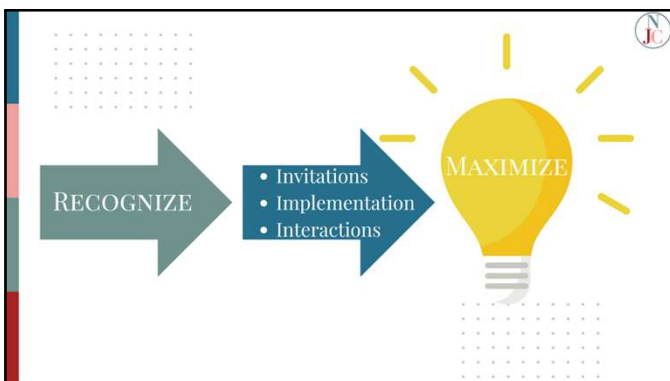 N
JC
RECOGNIZE
• Invitations
• Implementation
• Interactions
MAXIMIZE